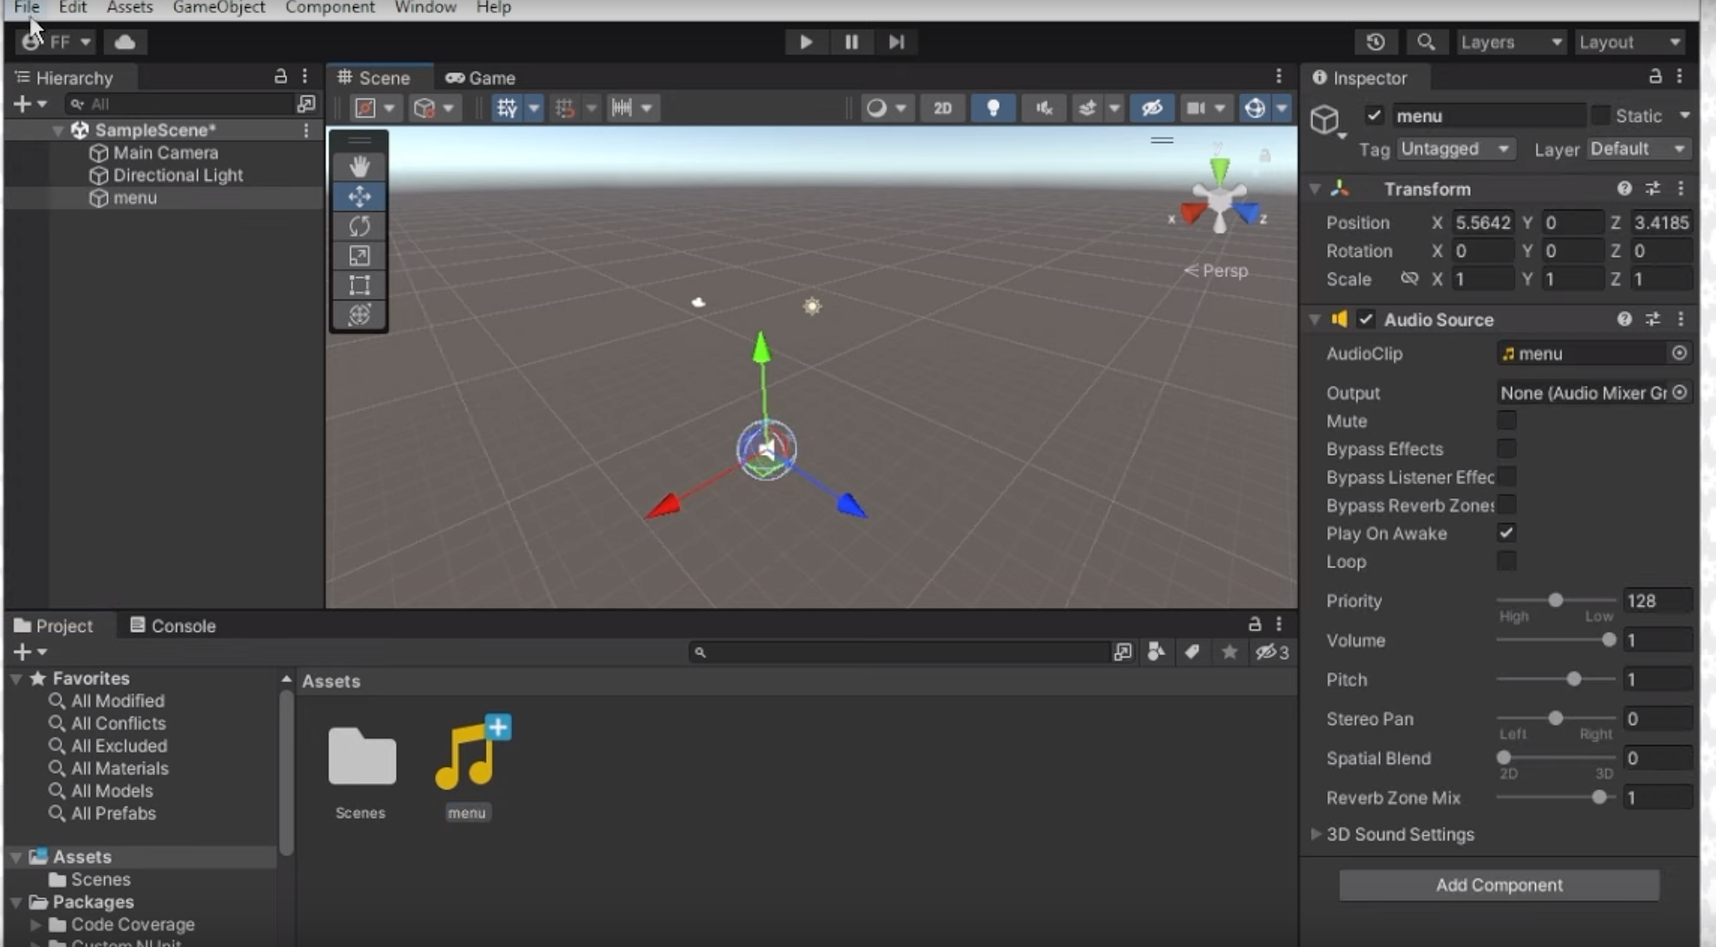 File Edit Assets GameObject Component Window Help
FF Layers Layout
Hierarchy
All
SampleScene*
Main Camera
Directional Light
menu
Scene Game
2D
y
x z
Persp
Inspector
menu Static
Tag Untagged Layer Default
Transform
Position X 5.5642 Y 0 Z 3.4185
Rotation X 0 Y 0 Z 0
Scale X 1 Y 1 Z 1
Audio Source
AudioClip menu
Output None (Audio Mixer Gr
Mute
Bypass Effects
Bypass Listener Effec
Bypass Reverb Zones
Play On Awake
Loop
Priority 128
High Low
Volume 1
Pitch 1
Stereo Pan 0
Left Right
Spatial Blend 0
2D 3D
Reverb Zone Mix 1
3D Sound Settings
Add Component
Project Console
3
Favorites
All Modified
All Conflicts
All Excluded
All Materials
All Models
All Prefabs
Assets
Scenes
Packages
Code Coverage
Custom NUnit
Assets
Scenes menu